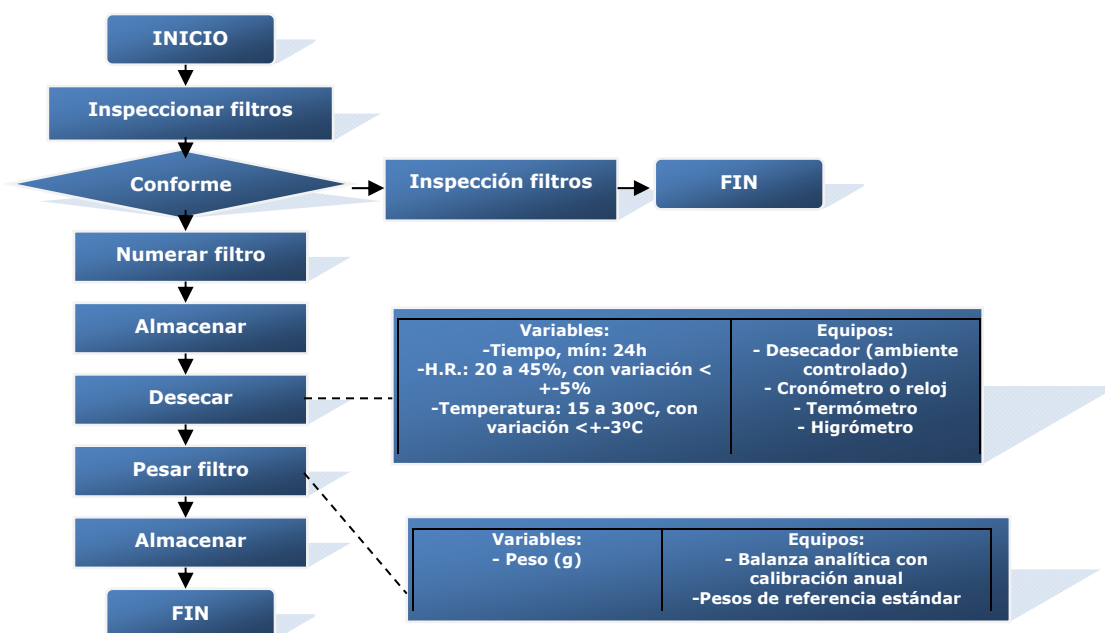 INICIO
Inspeccionar filtros
Conforme
Inspección filtros
FIN
Numerar filtro
Almacenar
Desecar
Variables:
-Tiempo, mín: 24h
-H.R.: 20 a 45%, con variación <
+-5%
-Temperatura: 15 a 30ºC, con
variación <+-3ºC
Equipos:
- Desecador (ambiente
controlado)
- Cronómetro o reloj
- Termómetro
- Higrómetro
Pesar filtro
Almacenar
Variables:
- Peso (g)
Equipos:
- Balanza analítica con
calibración anual
-Pesos de referencia estándar
FIN